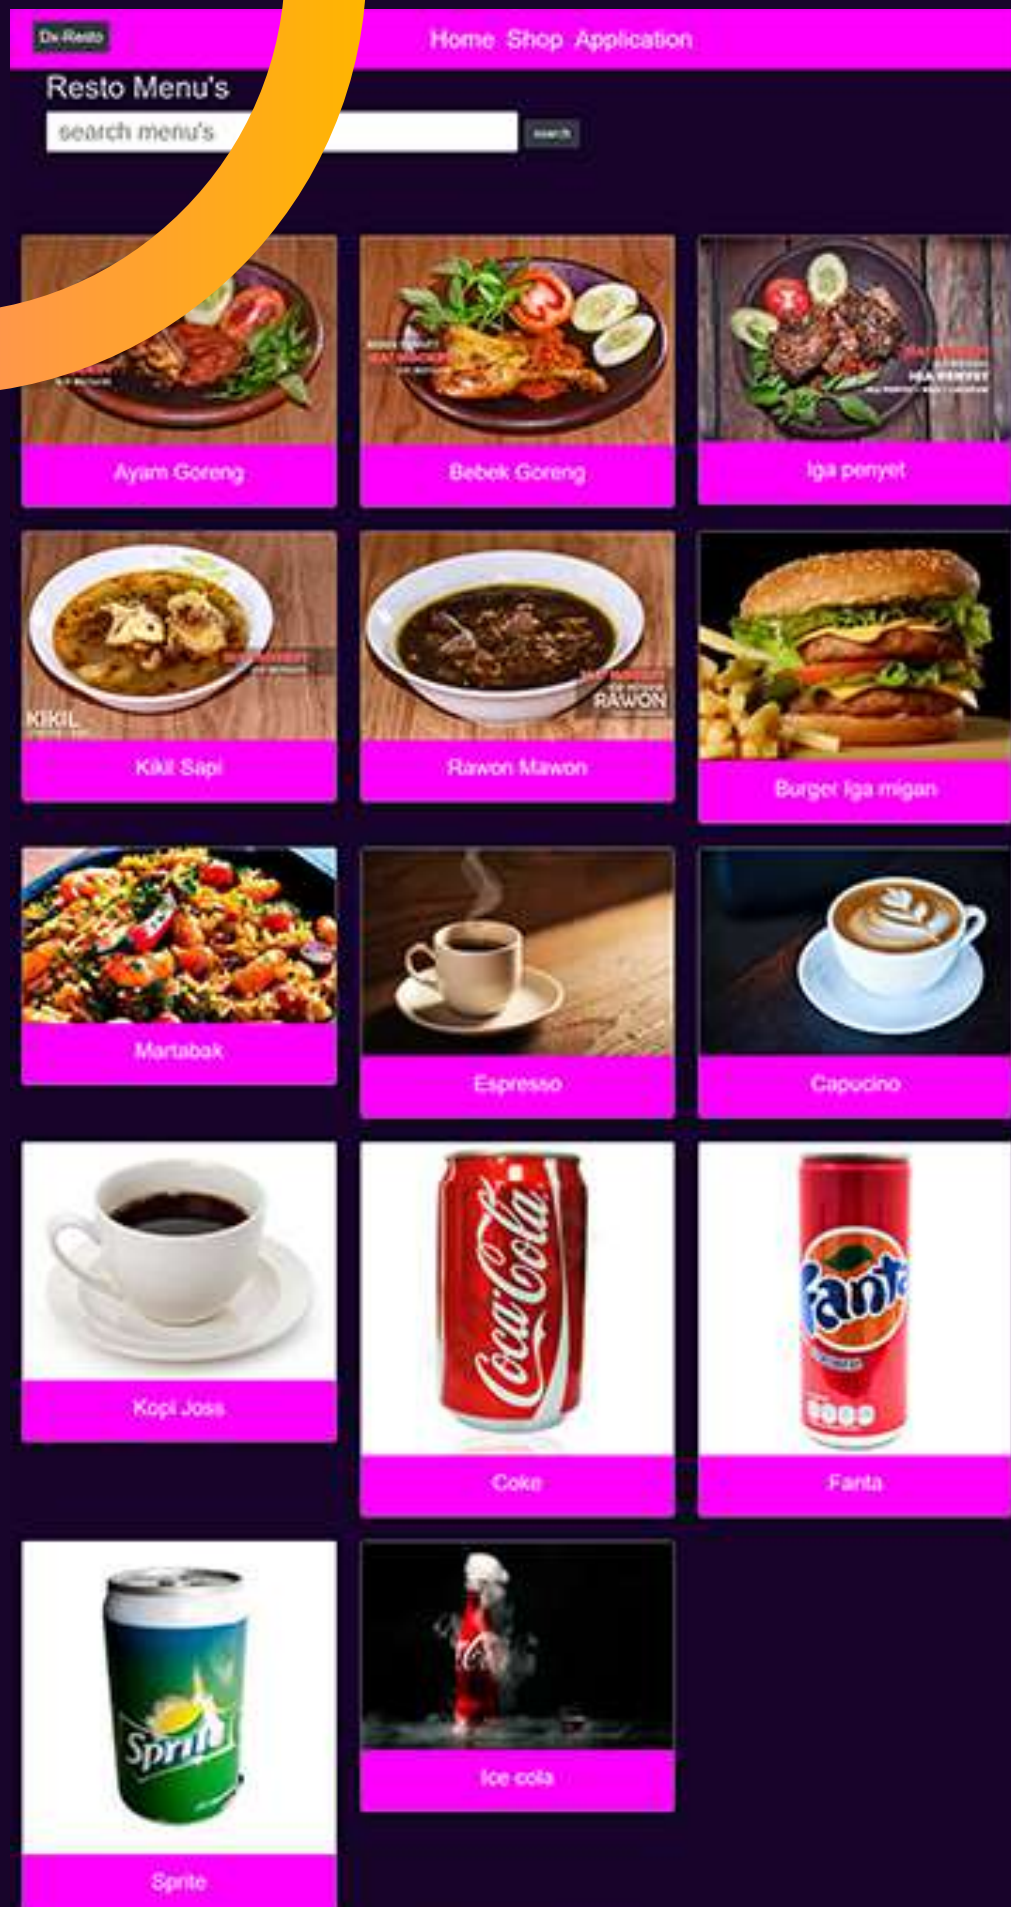 Dx-Resto
Home Shop Application
Resto Menu's
search menu's
search
IGA PENYET
Ayam Goreng
Bebek Goreng
Iga penyet
KIKIL
RAWON
Kikil Sapi
Rawon Mawon
Burger Iga migan
Martabak
Espresso
Capucino
Coca-Cola
Fanta
Kopi Joss
Coke
Fanta
Sprite
Ice cola
Sprite